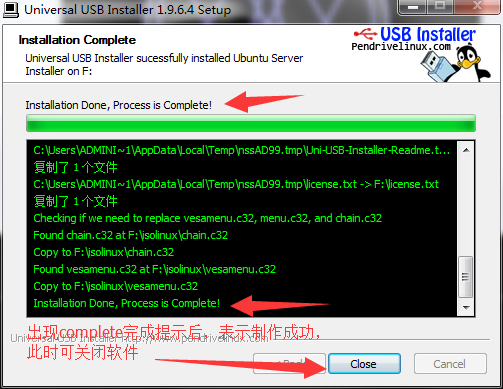 Universal USB Installer 1.9.6.4 Setup
Installation Complete
Universal USB Installer sucessfully installed Ubuntu Server
Installer on F:
USB Installer
Pendrivelinux.com
Installation Done, Process is Complete!
C:\Users\ADMINI~1\AppData\Local\Temp\nssAD99.tmp\Uni-USB-Installer-Readme.t...
复制了 1 个文件
C:\Users\ADMINI~1\AppData\Local\Temp\nssAD99.tmp\license.txt -> F:\license.txt
复制了 1 个文件
Checking if we need to replace vesamenu.c32, menu.c32, and chain.c32
Found chain.c32 at F:\isolinux\chain.c32
Copy to F:\isolinux\chain.c32
Found vesamenu.c32 at F:\isolinux\vesamenu.c32
Copy to F:\isolinux\vesamenu.c32
Installation Done, Process is Complete!
出现complete完成提示后，表示制作成功，
Universal USB Installer http://www.pendrivelinux.com
此时可关闭软件
Close
Cancel